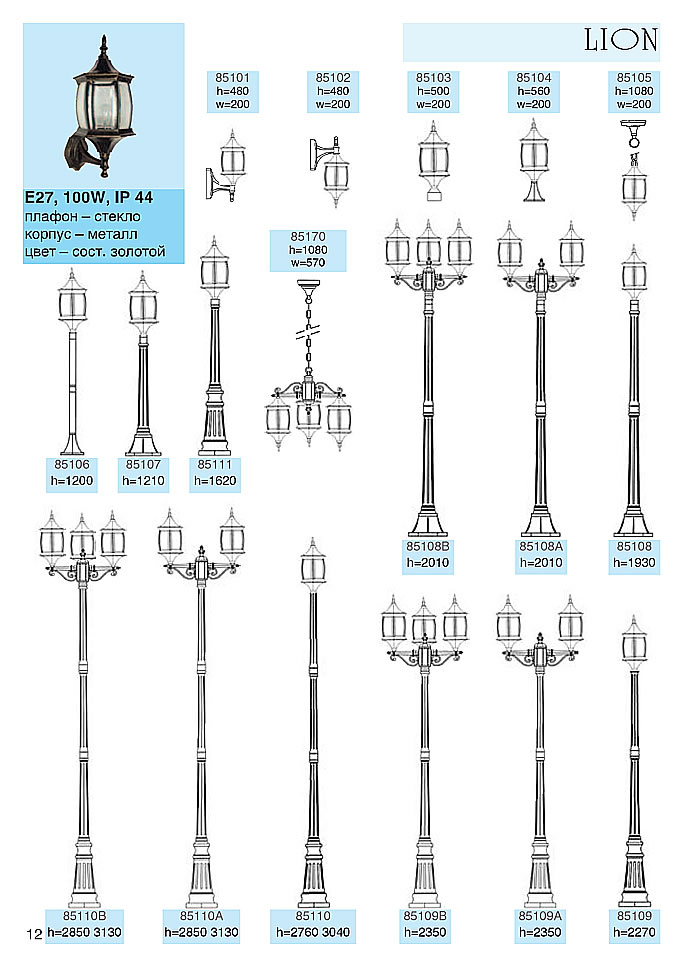 LION
85101
h=480
w=200
85102
h=480
w=200
85103
h=500
w=200
85104
h=560
w=200
85105
h=1080
w=200
E27, 100W, IP 44
плафон – стекло
корпус – металл
цвет – сост. золотой
85170
h=1080
w=570
85106
h=1200
85107
h=1210
85111
h=1620
85108B
h=2010
85108A
h=2010
85108
h=1930
85110B
h=2850 3130
85110A
h=2850 3130
85110
h=2760 3040
85109B
h=2350
85109A
h=2350
85109
h=2270
12